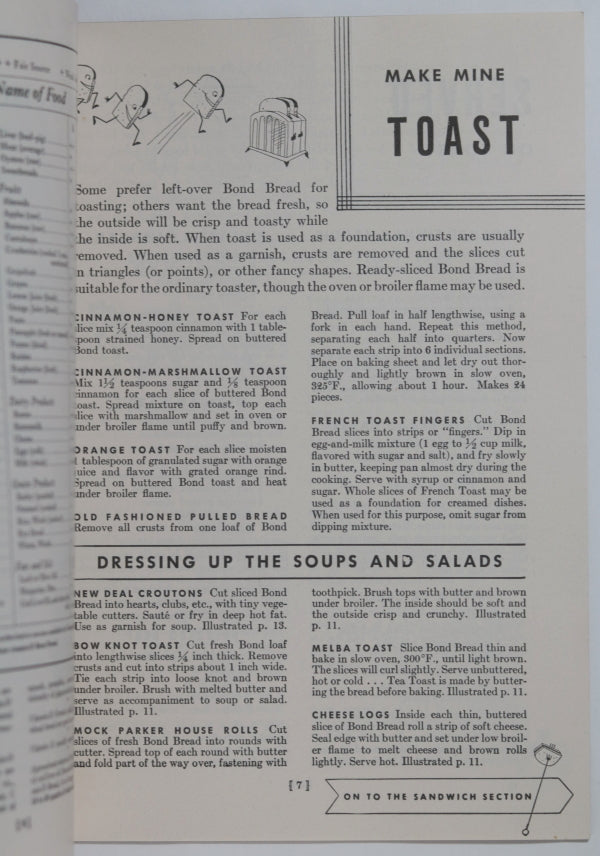 Name of Food
MAKE MINE
TOAST
Some prefer left-over Bond Bread for
toasting; others want the bread fresh, so
the outside will be crisp and toasty while
the inside is soft. When toast is used as a foundation, crusts are usually
removed. When used as a garnish, crusts are removed and the slices cut
in triangles (or points), or other fancy shapes. Ready-sliced Bond Bread is
suitable for the ordinary toaster, though the oven or broiler flame may be used.
CINNAMON-HONEY TOAST For each
slice mix ¼ teaspoon cinnamon with 1 table-
spoon strained honey. Spread on buttered
Bond toast.
CINNAMON-MARSHMALLOW TOAST
Mix 1½ teaspoons sugar and ⅛ teaspoon
cinnamon for each slice of buttered Bond
toast. Spread mixture on toast, top each
slice with marshmallow and set in oven or
under broiler flame until puffy and brown.
ORANGE TOAST For each slice moisten
1 tablespoon of granulated sugar with orange
juice and flavor with grated orange rind.
Spread on buttered Bond toast and heat
under broiler flame.
OLD FASHIONED PULLED BREAD
Remove all crusts from one loaf of Bond
Bread. Pull loaf in half lengthwise, using a
fork in each hand. Repeat this method,
separating each half into quarters. Now
separate each strip into 6 individual sections.
Place on baking sheet and let dry out thor-
oughly and lightly brown in slow oven,
325°F., allowing about 1 hour. Makes 24
pieces.
FRENCH TOAST FINGERS Cut Bond
Bread slices into strips or "fingers." Dip in
egg-and-milk mixture (1 egg to ½ cup milk,
flavored with sugar and salt), and fry slowly
in butter, keeping pan almost dry during the
cooking. Serve with syrup or cinnamon and
sugar. Whole slices of French Toast may be
used as a foundation for creamed dishes.
When used for this purpose, omit sugar from
dipping mixture.
DRESSING UP THE SOUPS AND SALADS
NEW DEAL CROUTONS Cut sliced Bond
Bread into hearts, clubs, etc., with tiny vege-
table cutters. Sauté or fry in deep hot fat.
Use as garnish for soup. Illustrated p. 13.
BOW KNOT TOAST Cut fresh Bond loaf
into lengthwise slices ¼ inch thick. Remove
crusts and cut into strips about 1 inch wide.
Tie each strip into loose knot and brown
under broiler. Brush with melted butter and
serve as accompaniment to soup or salad.
Illustrated p. 11.
MOCK PARKER HOUSE ROLLS Cut
slices of fresh Bond Bread into rounds with
cutter. Spread top of each round with butter
and fold part of the way over, fastening with
toothpick. Brush tops with butter and brown
under broiler. The inside should be soft and
the outside crisp and crunchy. Illustrated
p. 11.
MELBA TOAST Slice Bond Bread thin and
bake in slow oven, 300°F., until light brown.
The slices will curl slightly. Serve unbuttered,
hot or cold . . . Tea Toast is made by butter-
ing the bread before baking. Illustrated p. 11.
CHEESE LOGS Inside each thin, buttered
slice of Bond Bread roll a strip of soft cheese.
Seal edge with butter and set under low broil-
er flame to melt cheese and brown rolls
lightly. Serve hot. Illustrated p. 11.
[7]
ON TO THE SANDWICH SECTION